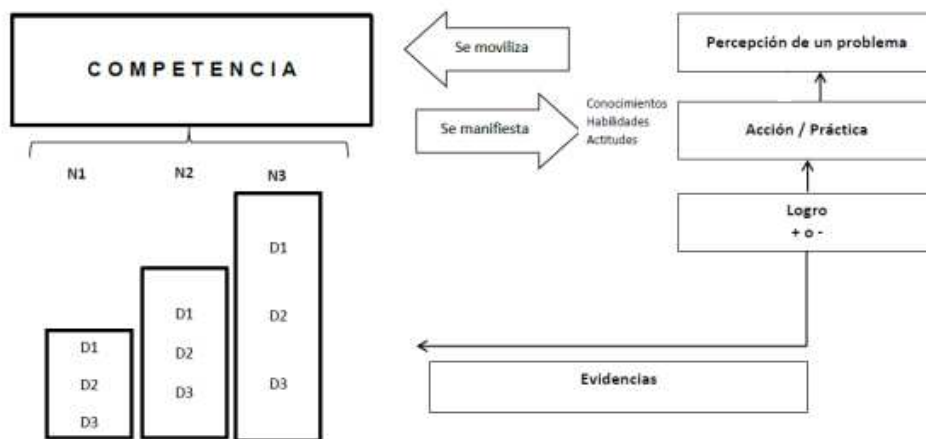 COMPETENCIA
Se moviliza
Percepción de un problema
Se manifiesta
Conocimientos
Habilidades
Actitudes
Acción / Práctica
N1
N2
N3
Logro
+ o -
D1
D2
D3
D1
D2
D3
D1
D2
D3
Evidencias